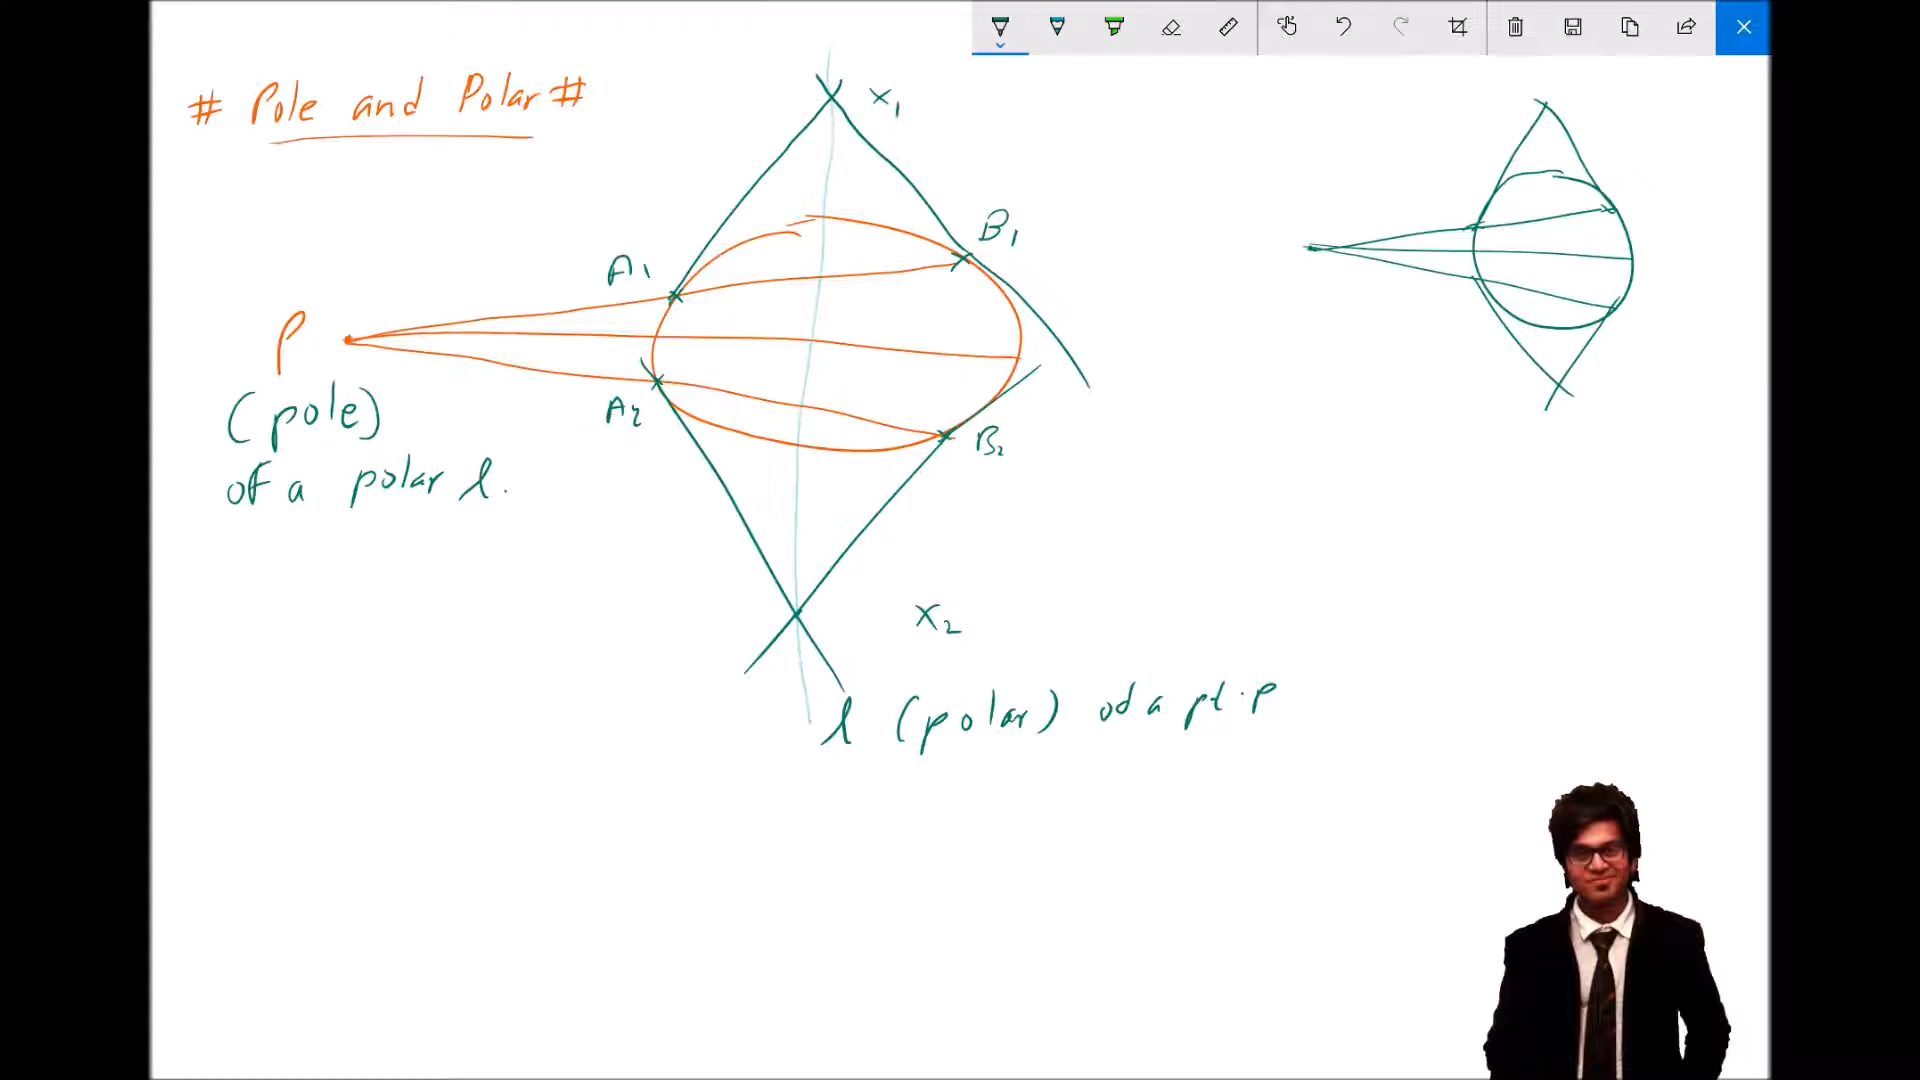 # Pole and Polar #
x₁
B₁
A₁
P
(pole)
A₂
B₂
of a polar l.
x₂
l (polar) of a pt. P